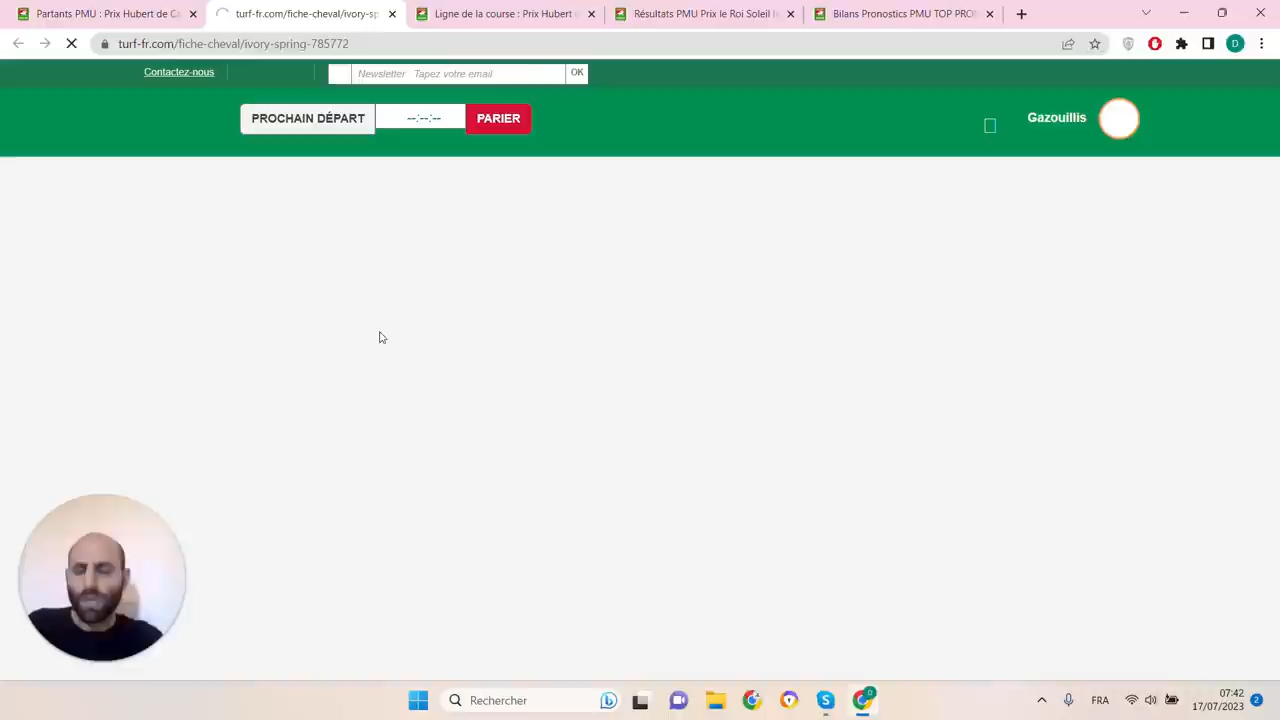 Partants PMU : Prix Hubert de C
turf-fr.com/fiche-cheval/ivory-sp
Ligne de la course : Prix Hubert
Résultats PMU Prix Le Roi Soleil
Bilans Pronostics PMU TOP PRO
turf-fr.com/fiche-cheval/ivory-spring-785772
D
Contactez-nous
Newsletter Tapez votre email
OK
PROCHAIN DÉPART
--:--:--
PARIER
Gazouillis
Rechercher
FRA
07:42
17/07/2023
2